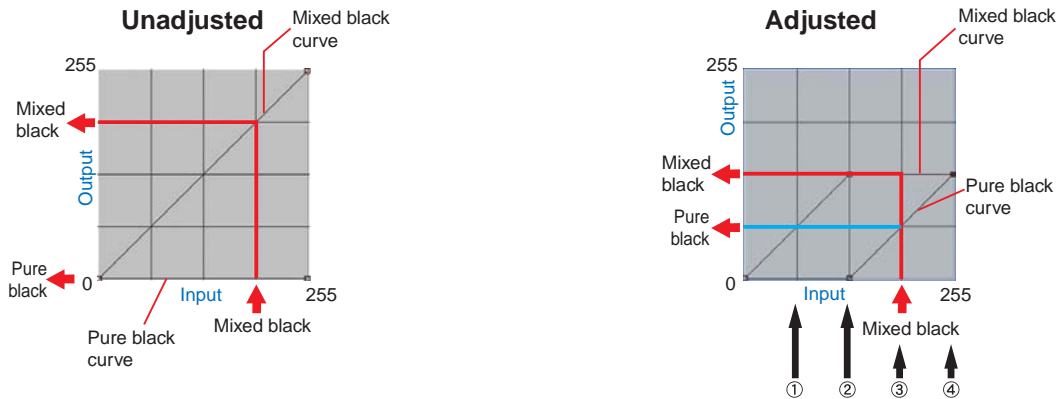 Unadjusted
Mixed black
curve
255
Mixed
black
Output
Pure
black
0
Input
255
Mixed black
Pure black
curve
Adjusted
Mixed black
curve
255
Output
Mixed
black
Pure
black
Pure black
curve
0
Input
255
Mixed black
①
②
③
④